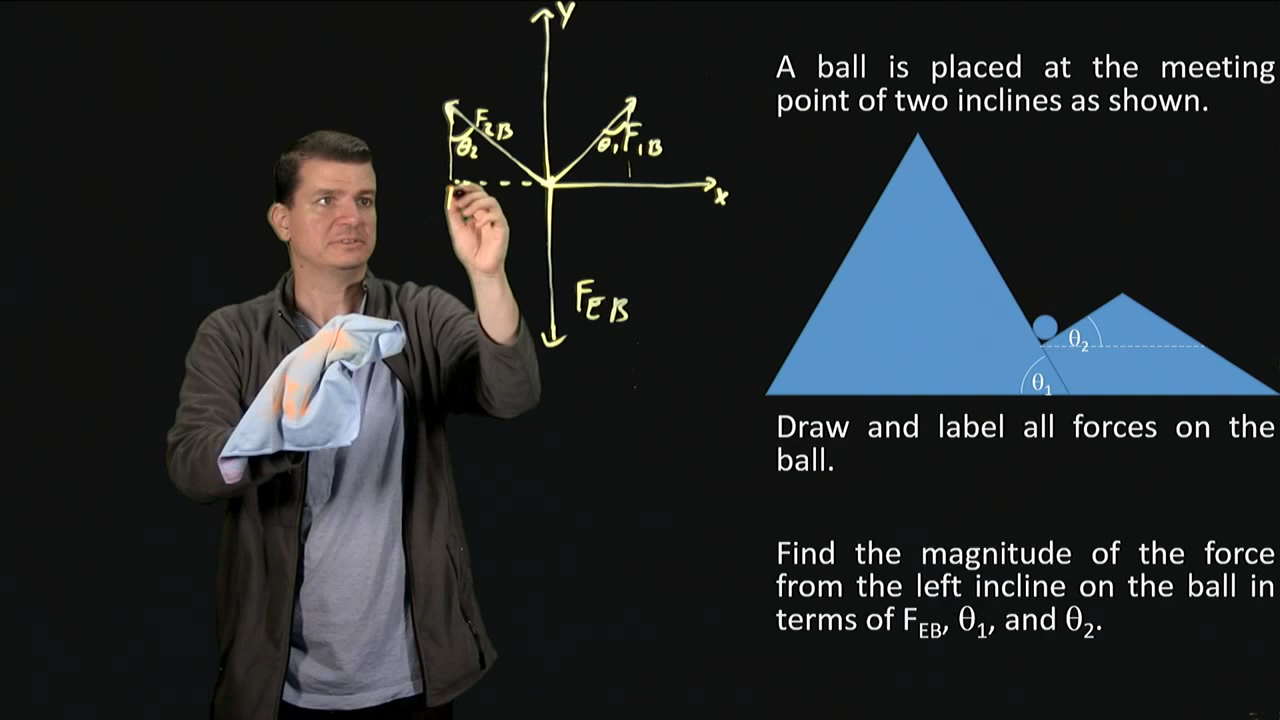 Y
F2B
θ2
θ1
F1B
x
FEB
A ball is placed at the meeting
point of two inclines as shown.
θ2
θ1
Draw and label all forces on the
ball.
Find the magnitude of the force
from the left incline on the ball in
terms of FEB, θ1, and θ2.